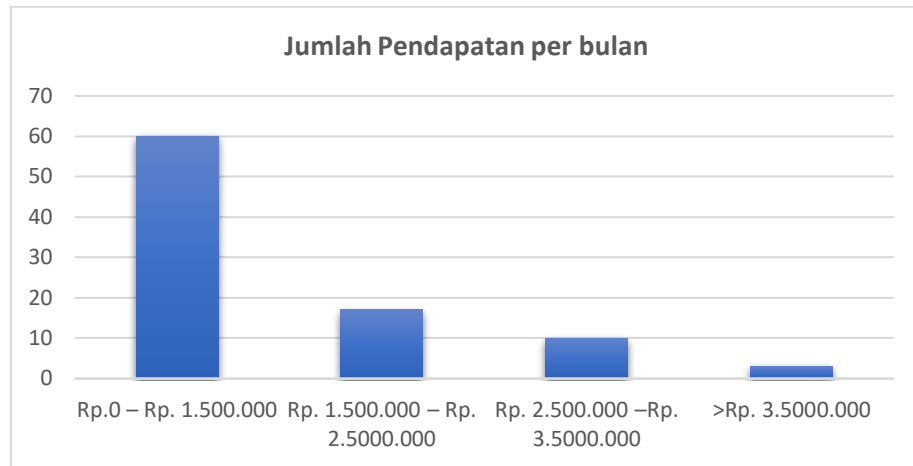 Jumlah Pendapatan per bulan
70
60
50
40
30
20
10
0
Rp.0 – Rp. 1.500.000
Rp. 1.500.000 – Rp.
2.5000.000
Rp. 2.500.000 –Rp.
3.5000.000
>Rp. 3.5000.000